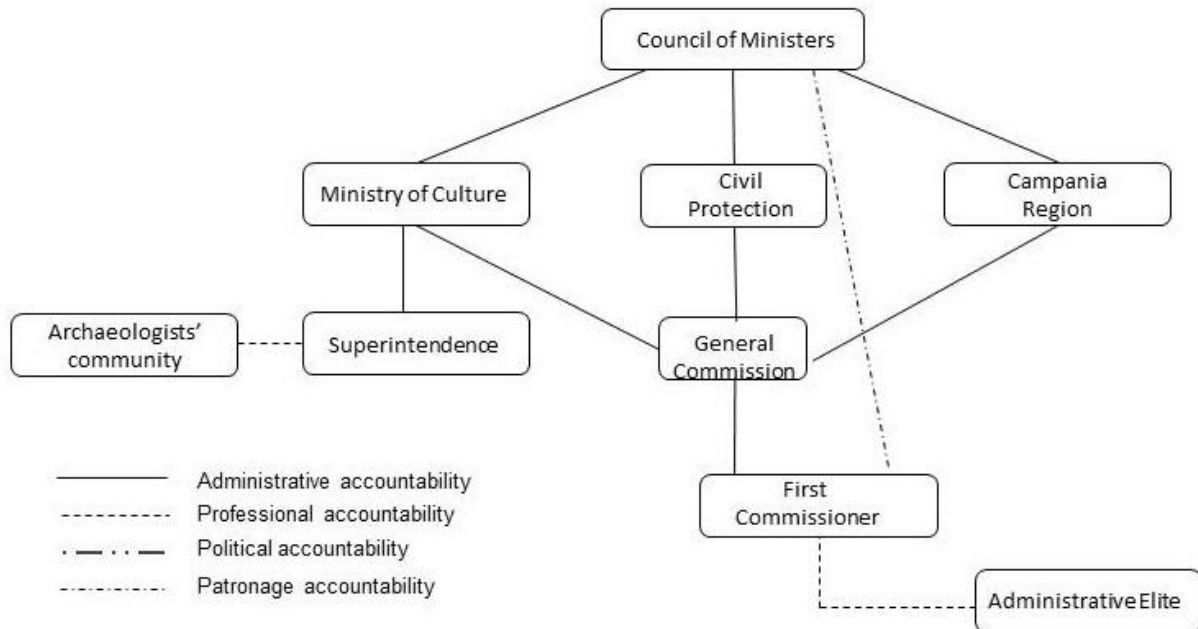 Council of Ministers
Ministry of Culture
Civil
Protection
Campania
Region
Archaeologists'
community
Superintendence
General
Commission
First
Commissioner
Administrative Elite
Administrative accountability
Professional accountability
Political accountability
Patronage accountability